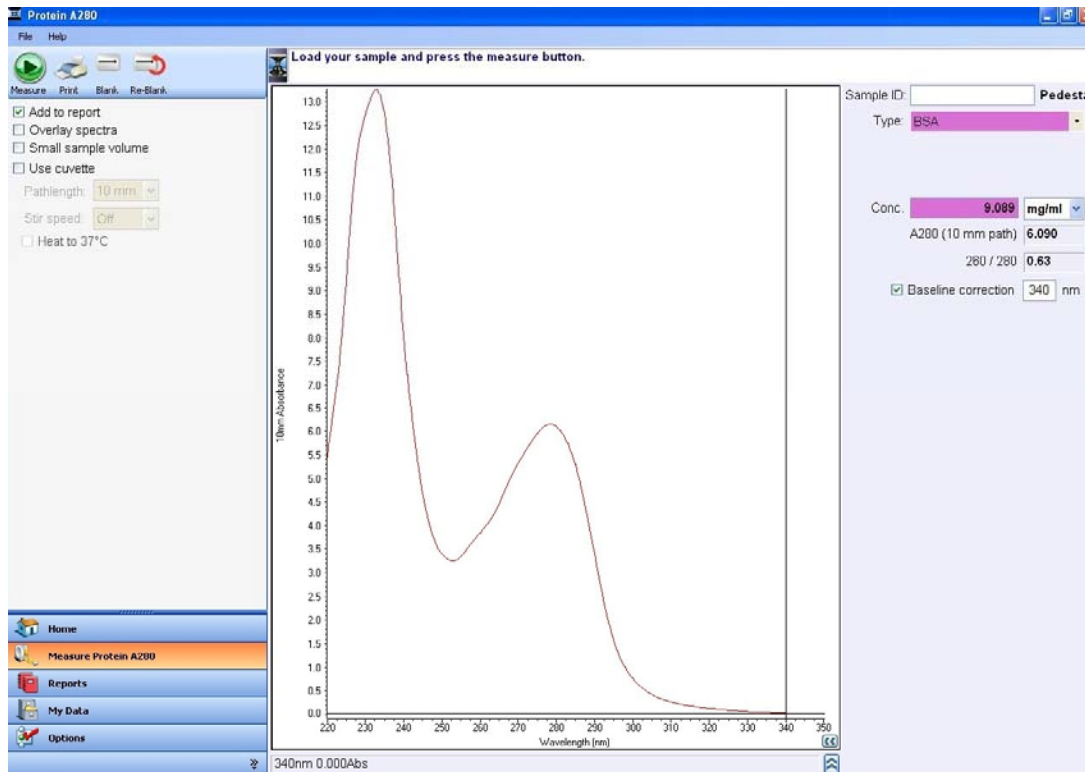 Protein A280
File Help
Load your sample and press the measure button.
Measure Print Blank Re-Blank
Add to report
Overlay spectra
Small sample volume
Use cuvette
Pathlength: 10 mm
Stir speed: Off
Heat to 37°C
Home
Measure Protein A280
Reports
My Data
Options
10mm Absorbance
13.0
12.5
12.0
11.5
11.0
10.5
10.0
9.5
9.0
8.5
8.0
7.5
7.0
6.5
6.0
5.5
5.0
4.5
4.0
3.5
3.0
2.5
2.0
1.5
1.0
0.5
0.0
220 230 240 250 260 270 280 290 300 310 320 330 340 350
Wavelength (nm)
340nm 0.000Abs
Sample ID: Pedesta
Type: BSA
Conc. 9.089 mg/ml
A280 (10 mm path) 6.090
260 / 280 0.63
Baseline correction 340 nm